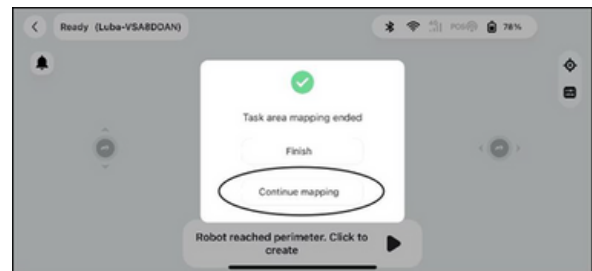 Ready (Luba-VSA8DOAN)
78%
Task area mapping ended
Finish
Continue mapping
Robot reached perimeter. Click to
create